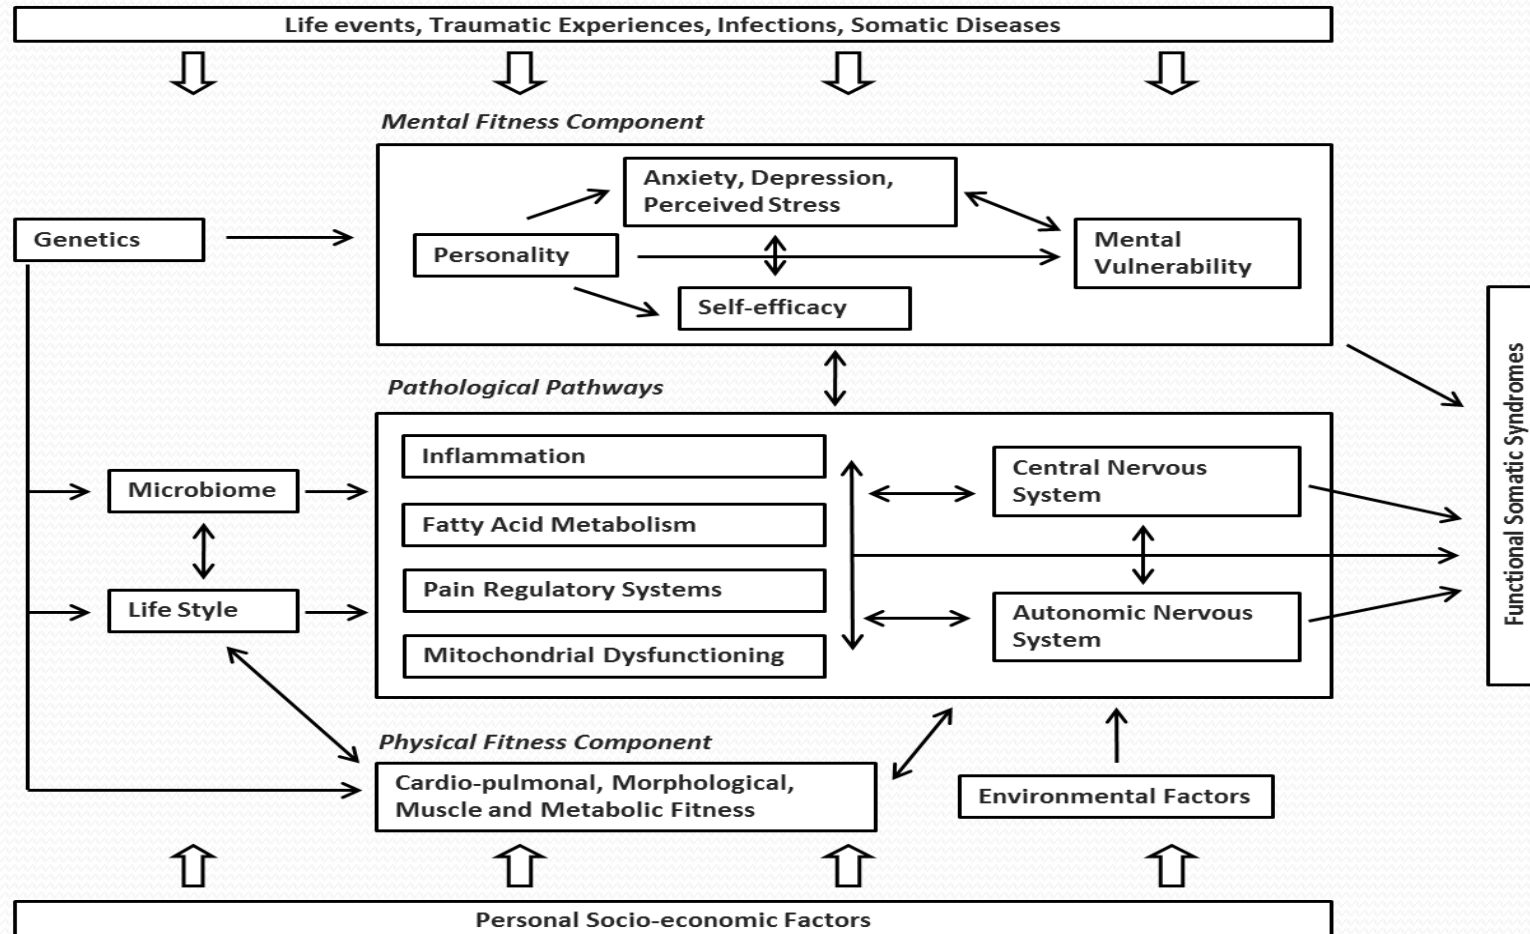 Life events, Traumatic Experiences, Infections, Somatic Diseases
Mental Fitness Component
Anxiety, Depression,
Perceived Stress
Genetics
Personality
Mental
Vulnerability
Self-efficacy
Functional Somatic Syndromes
Pathological Pathways
Inflammation
Central Nervous
System
Microbiome
Fatty Acid Metabolism
Pain Regulatory Systems
Life Style
Autonomic Nervous
System
Mitochondrial Dysfunctioning
Physical Fitness Component
Cardio-pulmonal, Morphological,
Muscle and Metabolic Fitness
Environmental Factors
Personal Socio-economic Factors